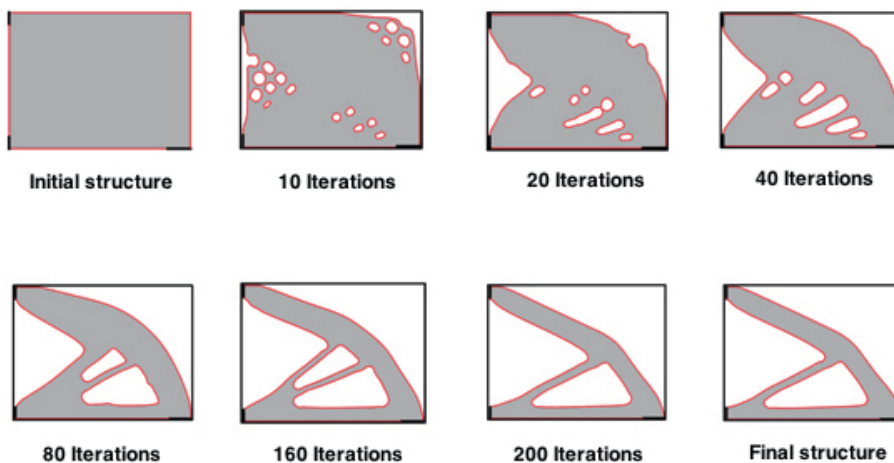 Initial structure
10 Iterations
20 Iterations
40 Iterations
80 Iterations
160 Iterations
200 Iterations
Final structure